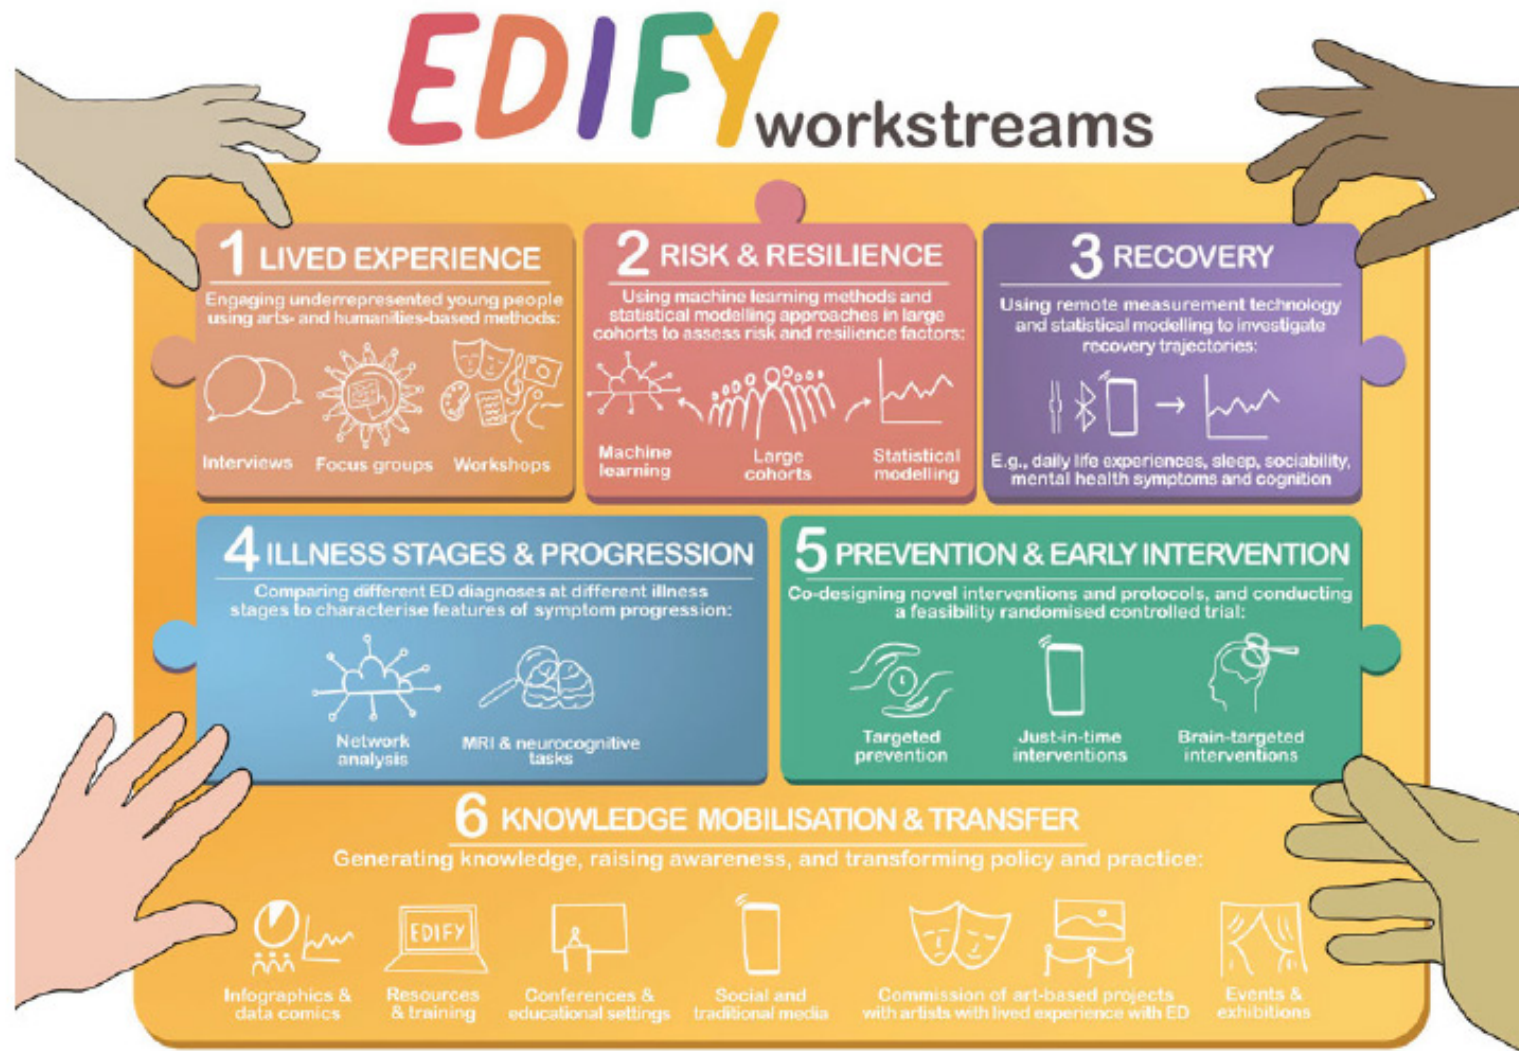 EDIFY workstreams
1 LIVED EXPERIENCE
Engaging underrepresented young people
using arts- and humanities-based methods:
Interviews
Focus groups
Workshops
2 RISK & RESILIENCE
Using machine learning methods and
statistical modelling approaches in large
cohorts to assess risk and resilience factors:
Machine
learning
Large
cohorts
Statistical
modelling
3 RECOVERY
Using remote measurement technology
and statistical modelling to investigate
recovery trajectories:
E.g., daily life experiences, sleep, sociability,
mental health symptoms and cognition
4 ILLNESS STAGES & PROGRESSION
Comparing different ED diagnoses at different illness
stages to characterise features of symptom progression:
Network
analysis
MRI & neurocognitive
tasks
5 PREVENTION & EARLY INTERVENTION
Co-designing novel interventions and protocols, and conducting
a feasibility randomised controlled trial:
Targeted
prevention
Just-in-time
interventions
Brain-targeted
interventions
6 KNOWLEDGE MOBILISATION & TRANSFER
Generating knowledge, raising awareness, and transforming policy and practice:
Infographics &
data comics
EDIFY
Resources
& training
Conferences &
educational settings
Social and
traditional media
Commission of art-based projects
with artists with lived experience with ED
Events &
exhibitions